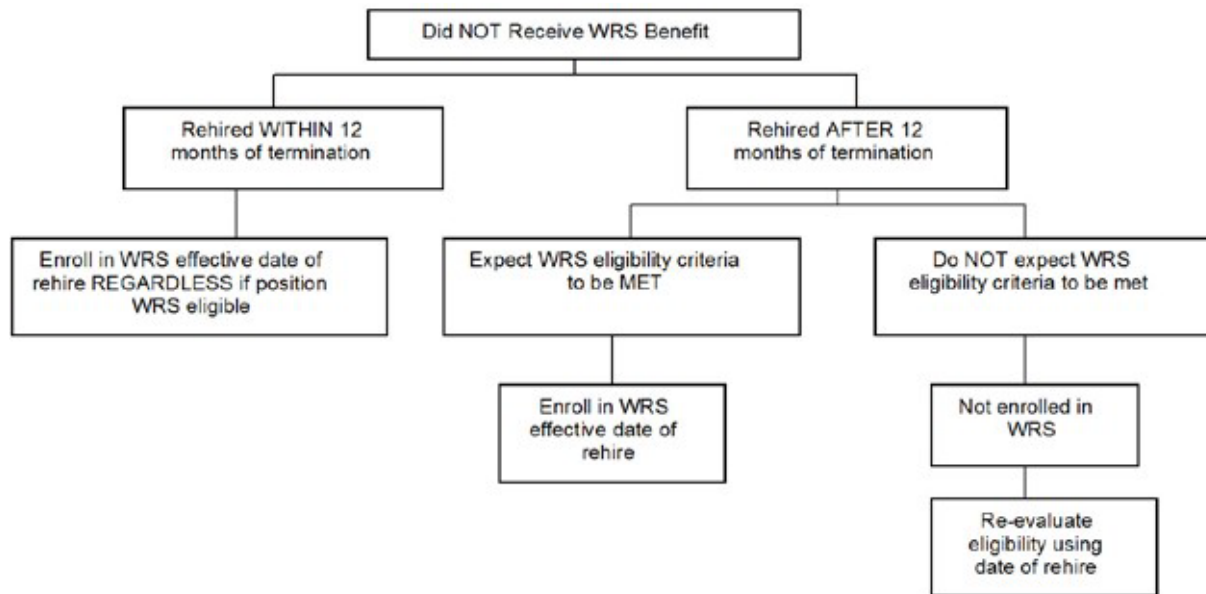 Did NOT Receive WRS Benefit
Rehired WITHIN 12
months of termination
Rehired AFTER 12
months of termination
Enroll in WRS effective date of
rehire REGARDLESS if position
WRS eligible
Expect WRS eligibility criteria
to be MET
Do NOT expect WRS
eligibility criteria to be met
Enroll in WRS
effective date of
rehire
Not enrolled in
WRS
Re-evaluate
eligibility using
date of rehire